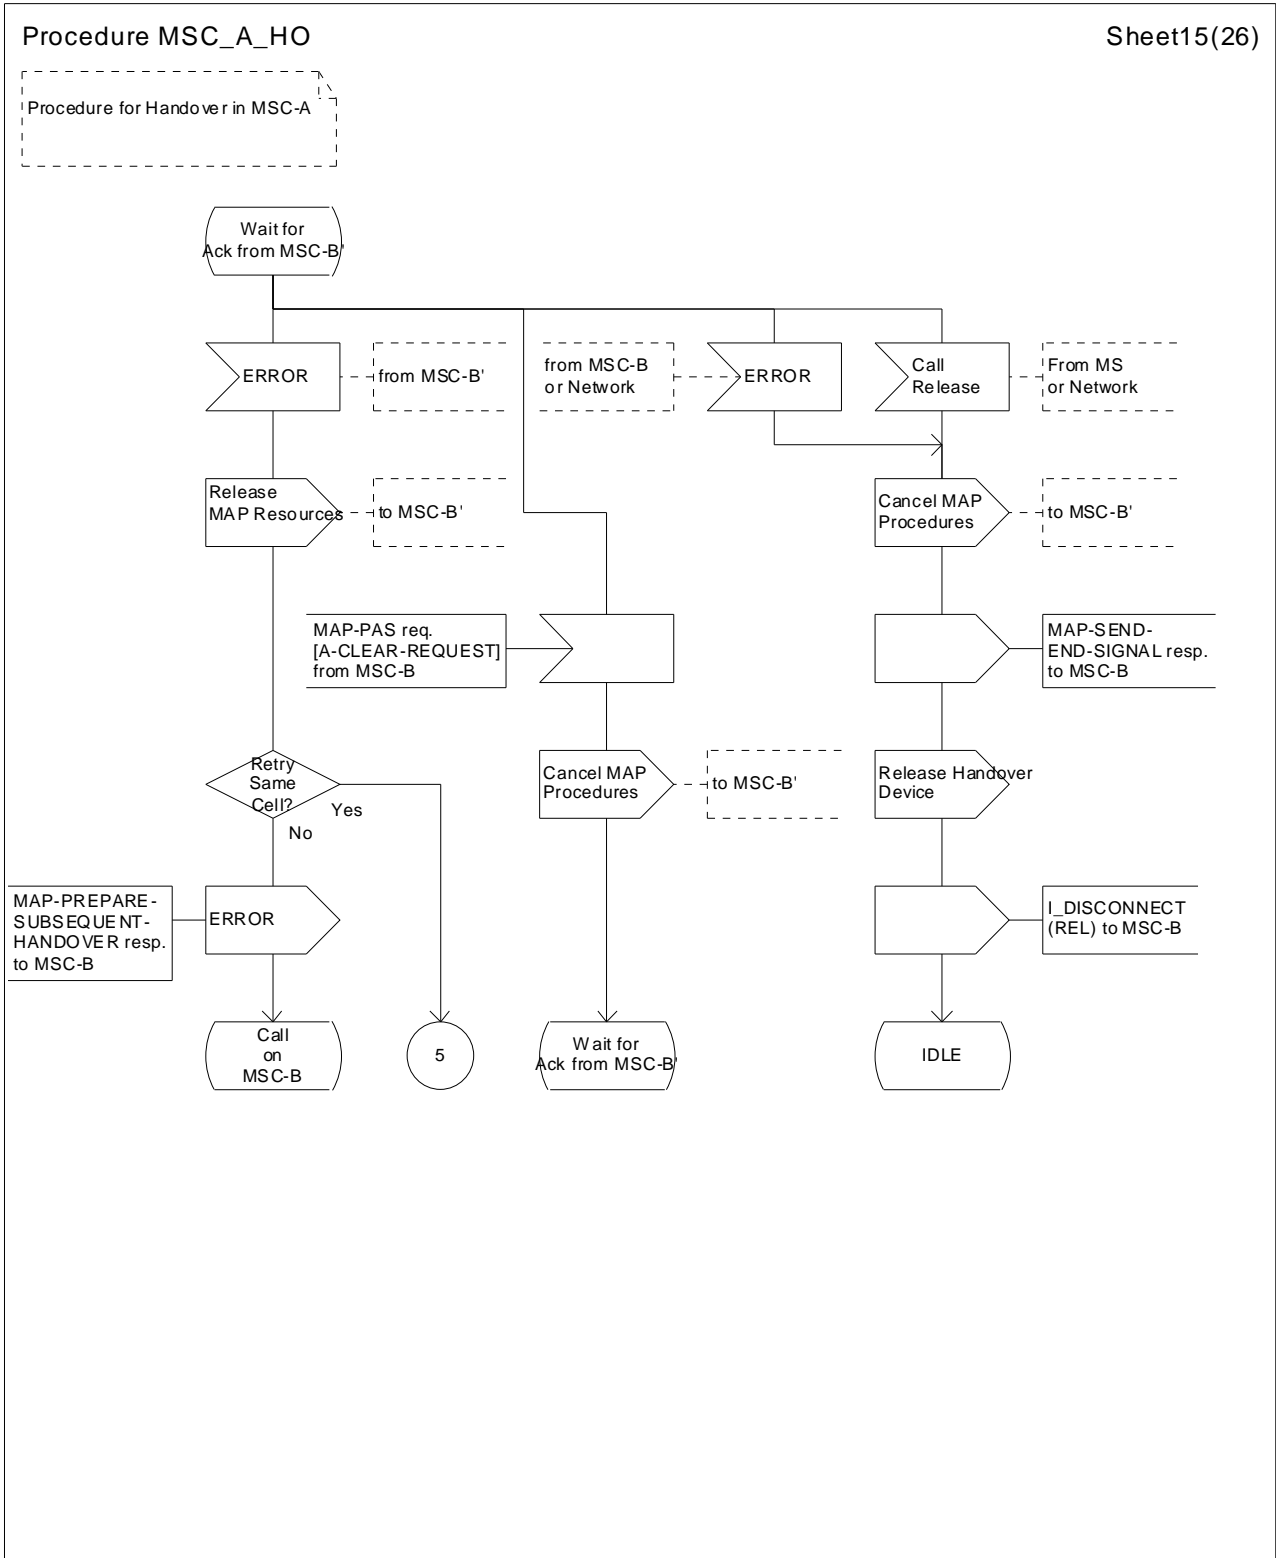 Procedure MSC_A_HO
Sheet15(26)
Procedure for Handover in MSC-A
Wait for
Ack from MSC-B'
ERROR
from MSC-B'
from MSC-B
or Network
ERROR
Call
Release
From MS
or Network
Release
MAP Resources
to MSC-B'
Cancel MAP
Procedures
to MSC-B'
MAP-PAS req.
[A-CLEAR-REQUEST]
from MSC-B
MAP-SEND-
END-SIGNAL resp.
to MSC-B
Retry
Same
Cell?
Yes
No
Cancel MAP
Procedures
to MSC-B'
Release Handover
Device
MAP-PREPARE-
SUBSEQUENT-
HANDOVER resp.
to MSC-B
ERROR
I_DISCONNECT
(REL) to MSC-B
Call
on
MSC-B
5
Wait for
Ack from MSC-B'
IDLE